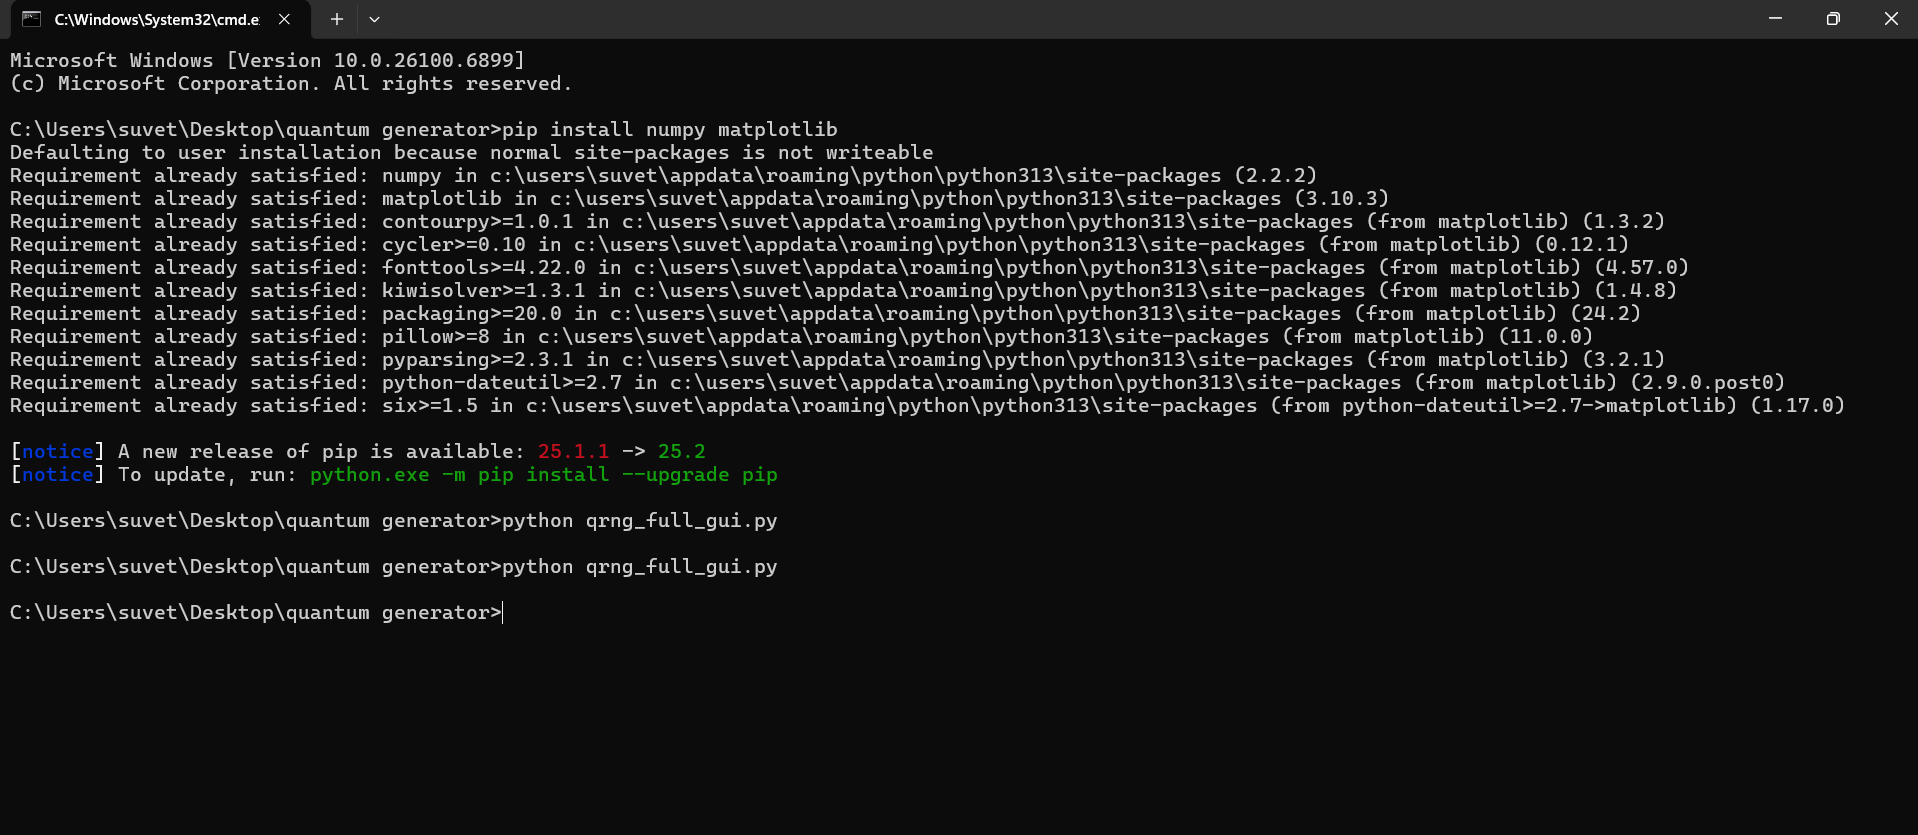 C:\Windows\System32\cmd.e
Microsoft Windows [Version 10.0.26100.6899]
(c) Microsoft Corporation. All rights reserved.
C:\Users\suvet\Desktop\quantum generator>pip install numpy matplotlib
Defaulting to user installation because normal site-packages is not writeable
Requirement already satisfied: numpy in c:\users\suvet\appdata\roaming\python\python313\site-packages (2.2.2)
Requirement already satisfied: matplotlib in c:\users\suvet\appdata\roaming\python\python313\site-packages (3.10.3)
Requirement already satisfied: contourpy>=1.0.1 in c:\users\suvet\appdata\roaming\python\python313\site-packages (from matplotlib) (1.3.2)
Requirement already satisfied: cycler>=0.10 in c:\users\suvet\appdata\roaming\python\python313\site-packages (from matplotlib) (0.12.1)
Requirement already satisfied: fonttools>=4.22.0 in c:\users\suvet\appdata\roaming\python\python313\site-packages (from matplotlib) (4.57.0)
Requirement already satisfied: kiwisolver>=1.3.1 in c:\users\suvet\appdata\roaming\python\python313\site-packages (from matplotlib) (1.4.8)
Requirement already satisfied: packaging>=20.0 in c:\users\suvet\appdata\roaming\python\python313\site-packages (from matplotlib) (24.2)
Requirement already satisfied: pillow>=8 in c:\users\suvet\appdata\roaming\python\python313\site-packages (from matplotlib) (11.0.0)
Requirement already satisfied: pyparsing>=2.3.1 in c:\users\suvet\appdata\roaming\python\python313\site-packages (from matplotlib) (3.2.1)
Requirement already satisfied: python-dateutil>=2.7 in c:\users\suvet\appdata\roaming\python\python313\site-packages (from matplotlib) (2.9.0.post0)
Requirement already satisfied: six>=1.5 in c:\users\suvet\appdata\roaming\python\python313\site-packages (from python-dateutil>=2.7->matplotlib) (1.17.0)
[notice] A new release of pip is available: 25.1.1 -> 25.2
[notice] To update, run: python.exe -m pip install --upgrade pip
C:\Users\suvet\Desktop\quantum generator>python qrng_full_gui.py
C:\Users\suvet\Desktop\quantum generator>python qrng_full_gui.py
C:\Users\suvet\Desktop\quantum generator>